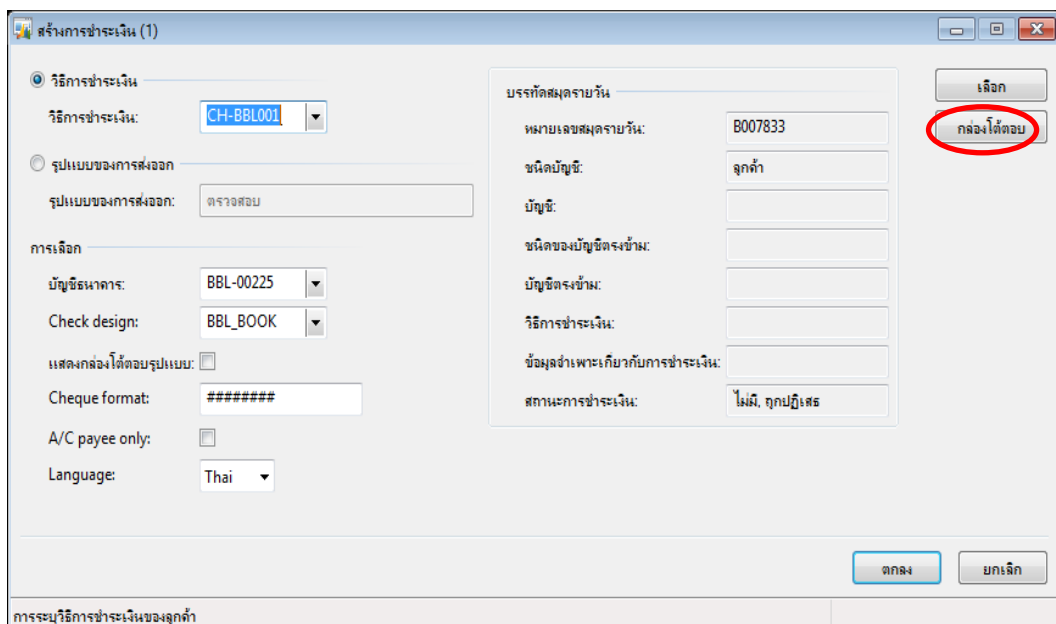 สร้างการชำระเงิน (1)
วิธีการชำระเงิน
วิธีการชำระเงิน: CH-BBL001
รูปแบบของการส่งออก
รูปแบบของการส่งออก: ตรวจสอบ
การเลือก
บัญชีธนาคาร: BBL-00225
Check design: BBL_BOOK
แสดงกล่องโต้ตอบรูปแบบ:
Cheque format: ########
A/C payee only:
Language: Thai
บรรทัดสมุดรายวัน
หมายเลขสมุดรายวัน: B007833
ชนิดบัญชี: ลูกค้า
บัญชี:
ชนิดของบัญชีตรงข้าม:
บัญชีตรงข้าม:
วิธีการชำระเงิน:
ข้อมูลจำเพาะเกี่ยวกับการชำระเงิน:
สถานะการชำระเงิน: ไม่มี, ถูกปฏิเสธ
เลือก
กล่องโต้ตอบ
ตกลง ยกเลิก
การระบุวิธีการชำระเงินของลูกค้า